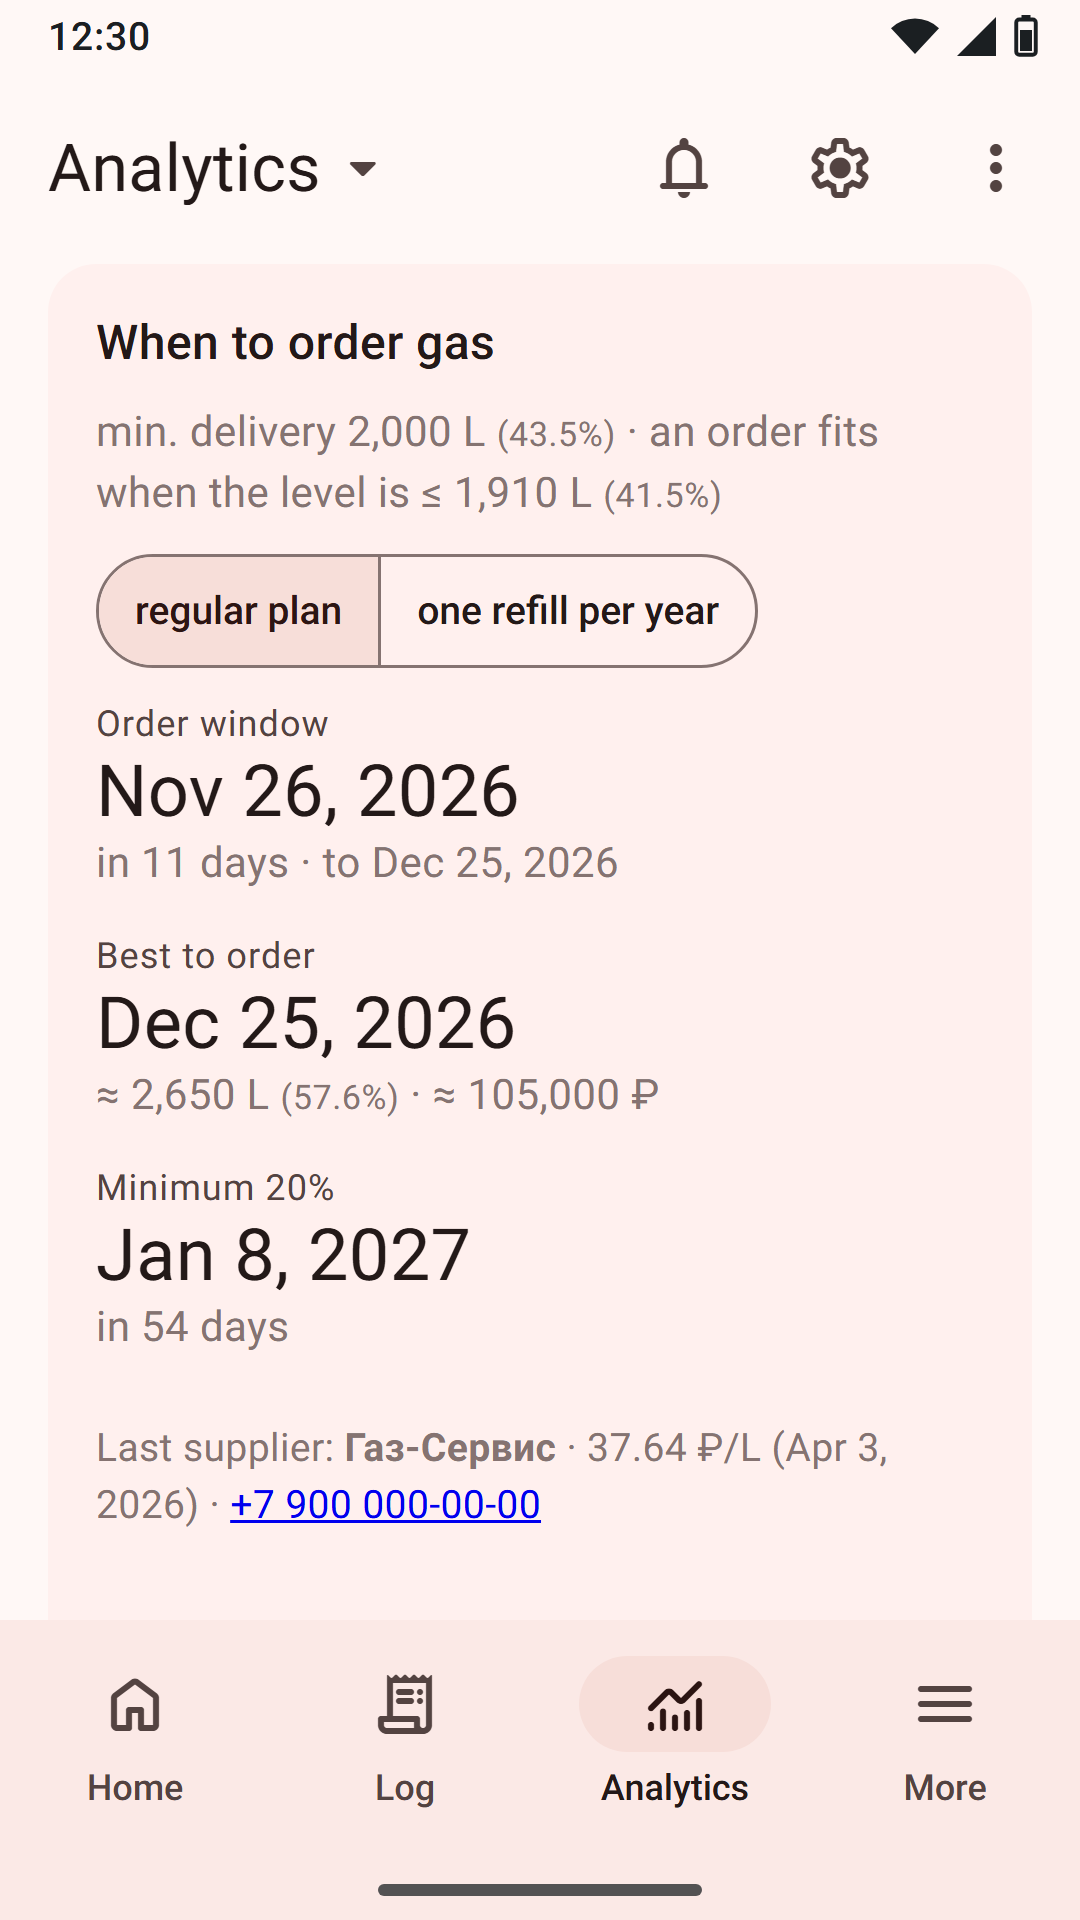 12:30
Analytics
When to order gas
min. delivery 2,000 L (43.5%) · an order fits
when the level is ≤ 1,910 L (41.5%)
regular plan
one refill per year
Order window
Nov 26, 2026
in 11 days · to Dec 25, 2026
Best to order
Dec 25, 2026
≈ 2,650 L (57.6%) · ≈ 105,000 ₽
Minimum 20%
Jan 8, 2027
in 54 days
Last supplier: Газ-Сервис · 37.64 ₽/L (Apr 3,
2026) · +7 900 000-00-00
Home
Log
Analytics
More